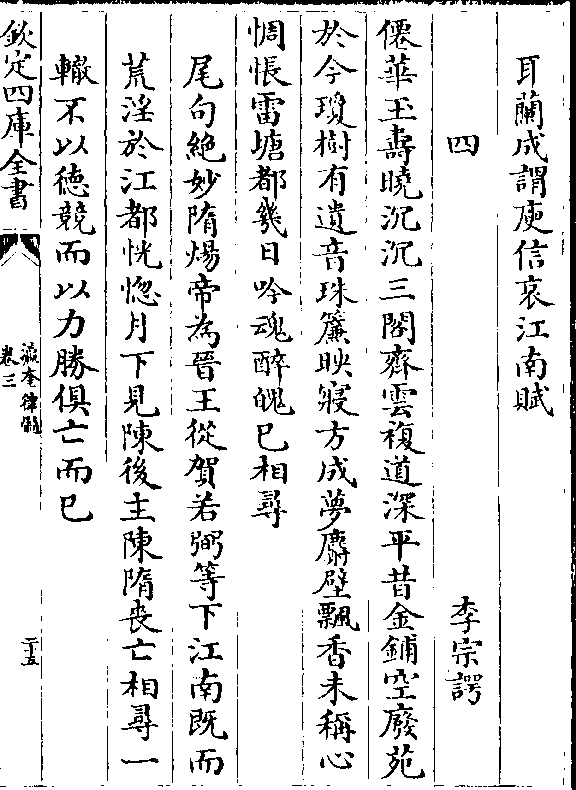 耳蘭成謂庾信哀江南賦
四　李宗諤
僊華玉壽曉沉沉三閣齊雲複道深平昔金鋪空廢苑
於今瓊樹有遺音珠簾映寢方成夢麝壁飄香未稱心
惆悵雷塘都幾日吟魂醉魄已相尋
尾句絶妙隋煬帝為晉王從賀若弼等下江南既而
荒淫於江都恍惚月下見陳後主陳隋喪亡相尋一
轍不以德競而以力勝俱亡而已
欽定四庫全書
瀛奎律髓
卷三
二十五